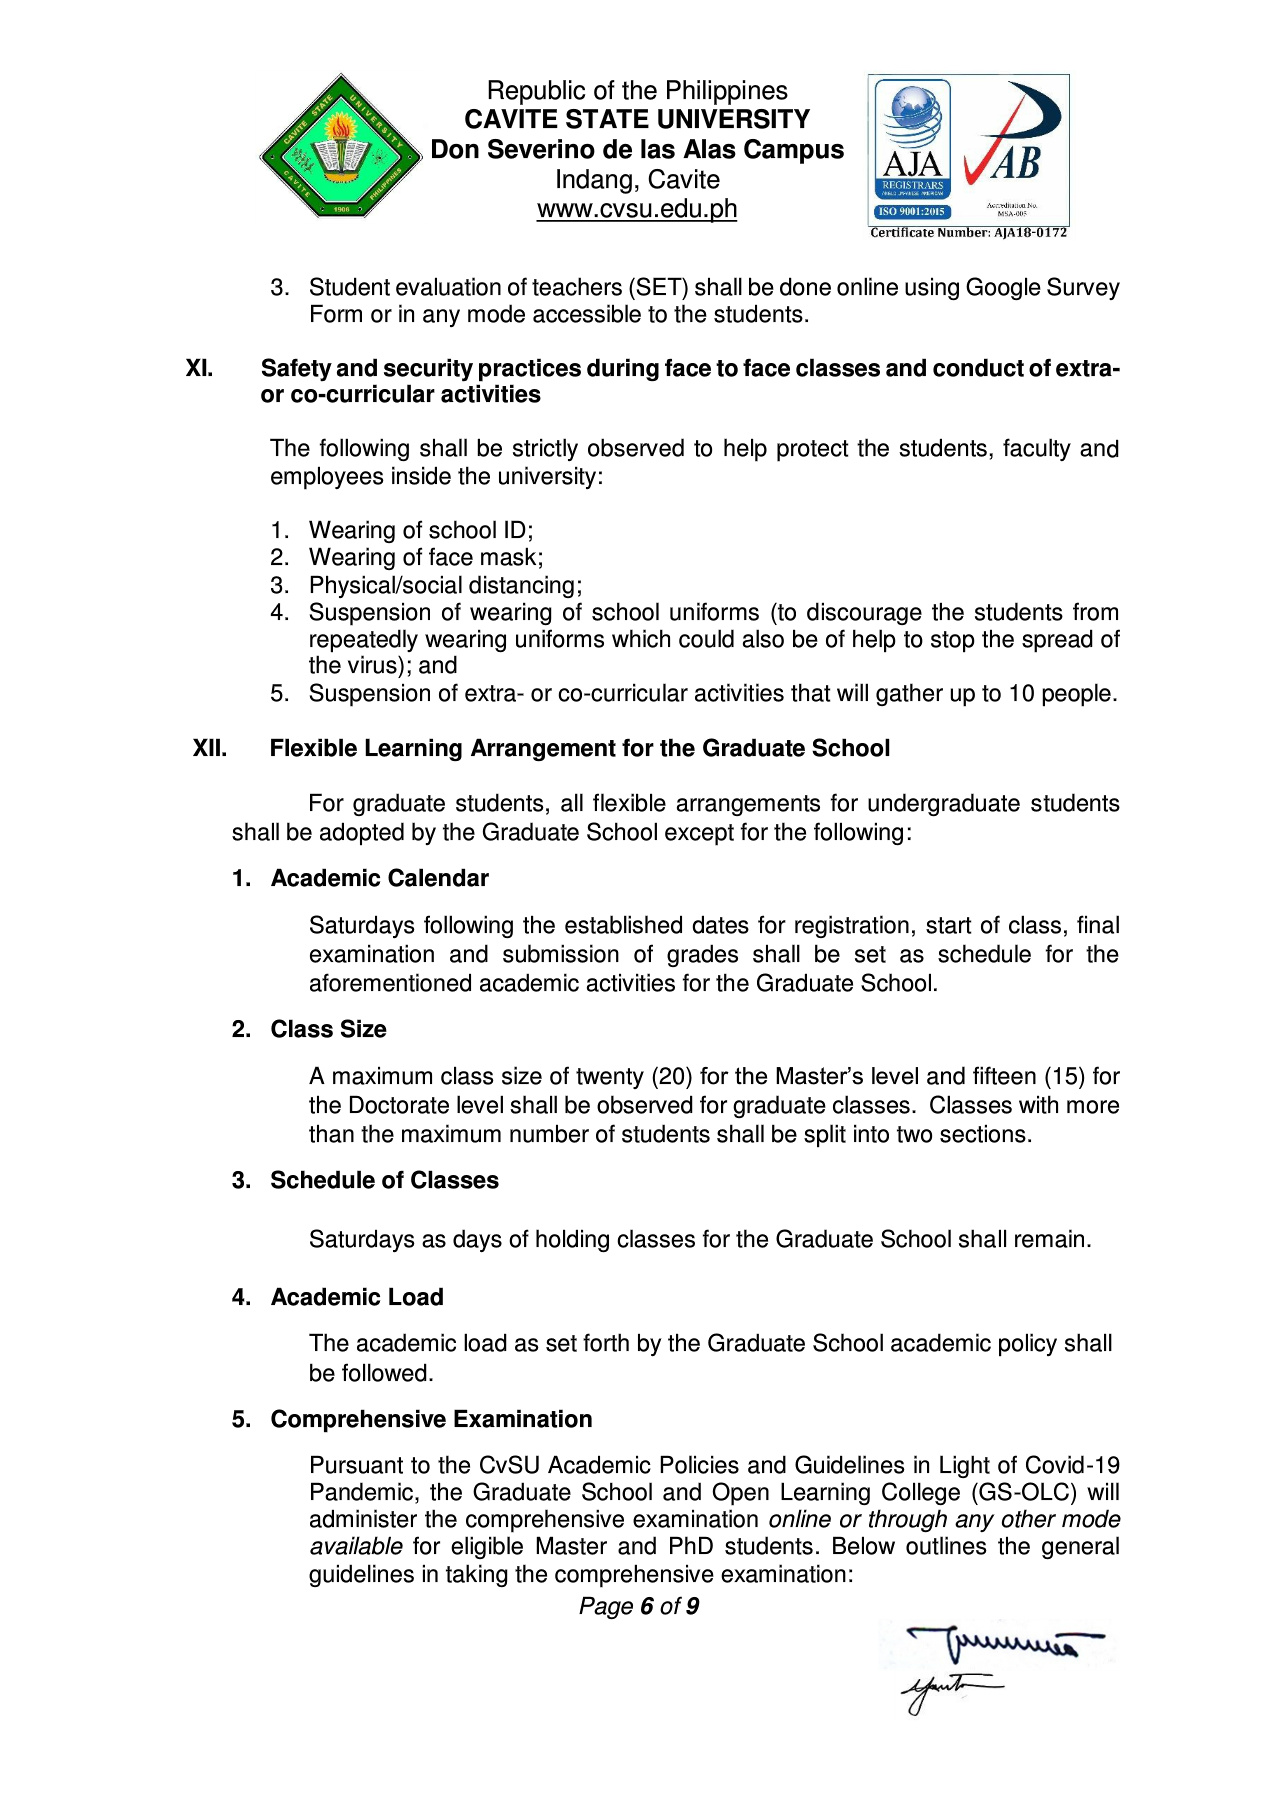 Republic of the Philippines
CAVITE STATE UNIVERSITY
Don Severino de las Alas Campus
Indang, Cavite
www.cvsu.edu.ph
CAVITE STATE UNIVERSITY
CAVITE PHILIPPINES
1906
AJA
REGISTRARS
ANGLO JAPANESE AMERICAN
ISO 9001:2015
PAB
Accreditation No.
MSA-005
Certificate Number: AJA18-0172
3. Student evaluation of teachers (SET) shall be done online using Google Survey
Form or in any mode accessible to the students.
XI. Safety and security practices during face to face classes and conduct of extra-
or co-curricular activities
The following shall be strictly observed to help protect the students, faculty and
employees inside the university:
1. Wearing of school ID;
2. Wearing of face mask;
3. Physical/social distancing;
4. Suspension of wearing of school uniforms (to discourage the students from
repeatedly wearing uniforms which could also be of help to stop the spread of
the virus); and
5. Suspension of extra- or co-curricular activities that will gather up to 10 people.
XII. Flexible Learning Arrangement for the Graduate School
For graduate students, all flexible arrangements for undergraduate students
shall be adopted by the Graduate School except for the following:
1. Academic Calendar
Saturdays following the established dates for registration, start of class, final
examination and submission of grades shall be set as schedule for the
aforementioned academic activities for the Graduate School.
2. Class Size
A maximum class size of twenty (20) for the Master’s level and fifteen (15) for
the Doctorate level shall be observed for graduate classes. Classes with more
than the maximum number of students shall be split into two sections.
3. Schedule of Classes
Saturdays as days of holding classes for the Graduate School shall remain.
4. Academic Load
The academic load as set forth by the Graduate School academic policy shall
be followed.
5. Comprehensive Examination
Pursuant to the CvSU Academic Policies and Guidelines in Light of Covid-19
Pandemic, the Graduate School and Open Learning College (GS-OLC) will
administer the comprehensive examination online or through any other mode
available for eligible Master and PhD students. Below outlines the general
guidelines in taking the comprehensive examination:
Page 6 of 9